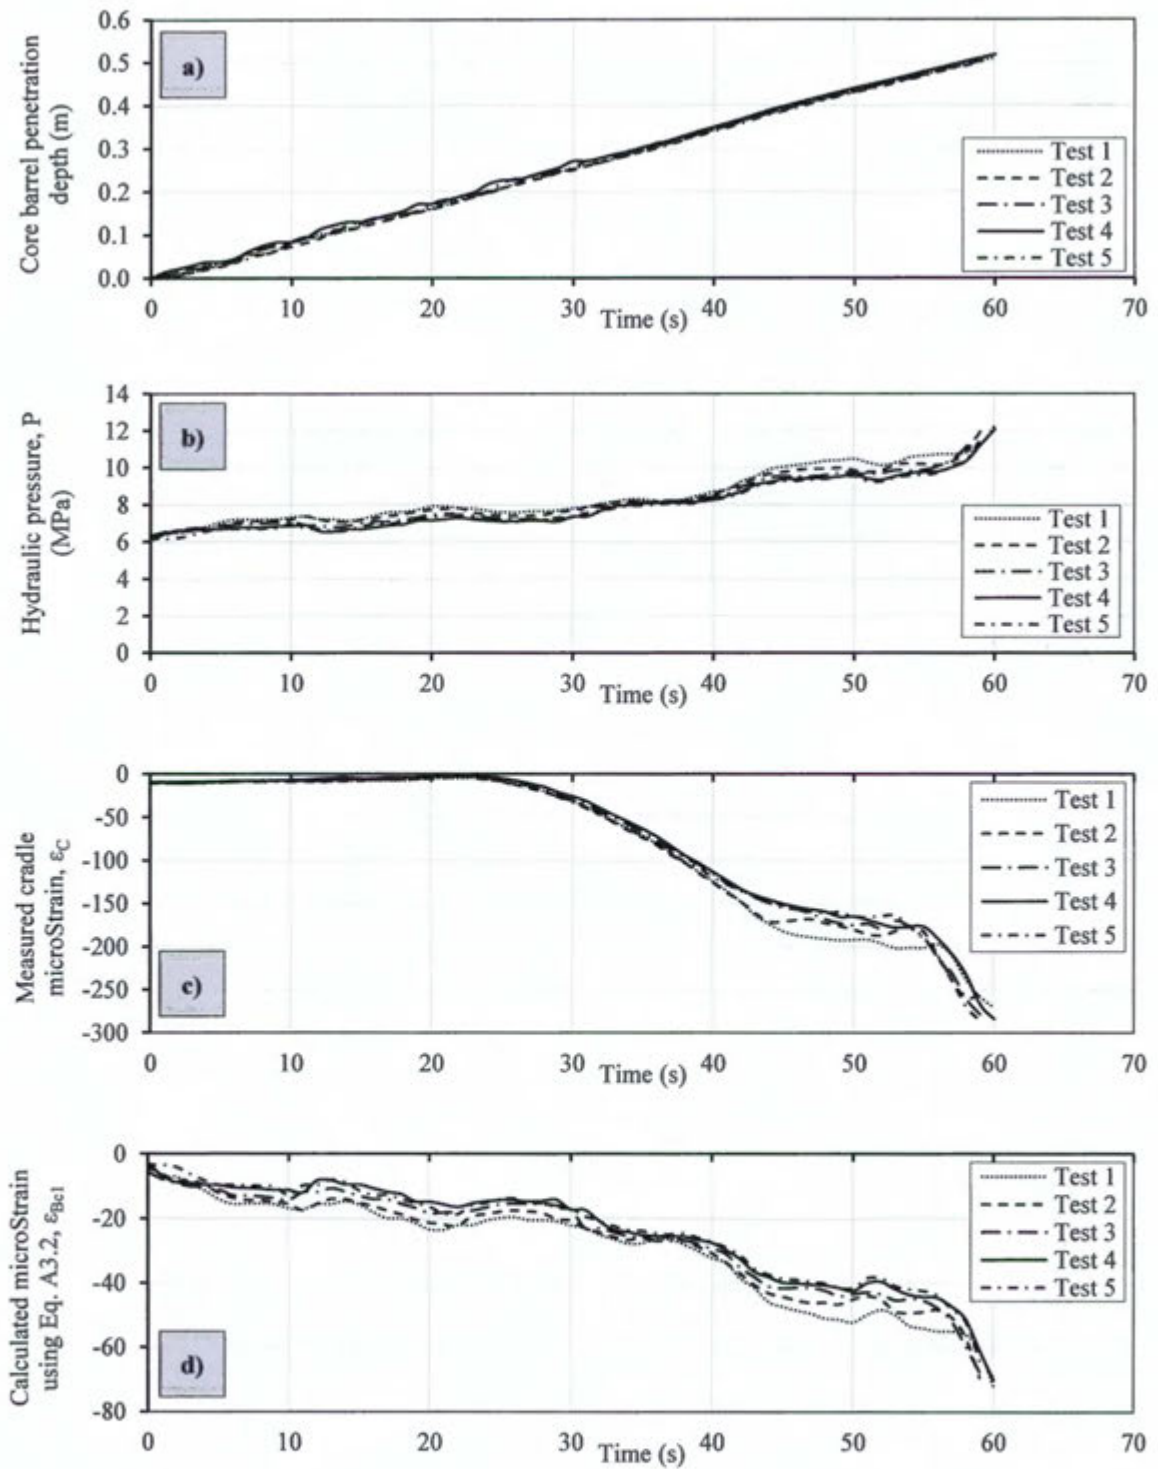 Core barrel penetration
depth (m)
0.6
0.5
0.4
0.3
0.2
0.1
0.0
a)
Test 1
Test 2
Test 3
Test 4
Test 5
0 10 20 30 40 50 60 70
Time (s)
Hydraulic pressure, P
(MPa)
14
12
10
8
6
4
2
0
b)
Test 1
Test 2
Test 3
Test 4
Test 5
0 10 20 30 40 50 60 70
Time (s)
Measured cradle
microStrain, εC
0
-50
-100
-150
-200
-250
-300
c)
Test 1
Test 2
Test 3
Test 4
Test 5
0 10 20 30 40 50 60 70
Time (s)
Calculated microStrain
using Eq. A3.2, εBc1
0
-20
-40
-60
-80
d)
Test 1
Test 2
Test 3
Test 4
Test 5
0 10 20 30 40 50 60 70
Time (s)